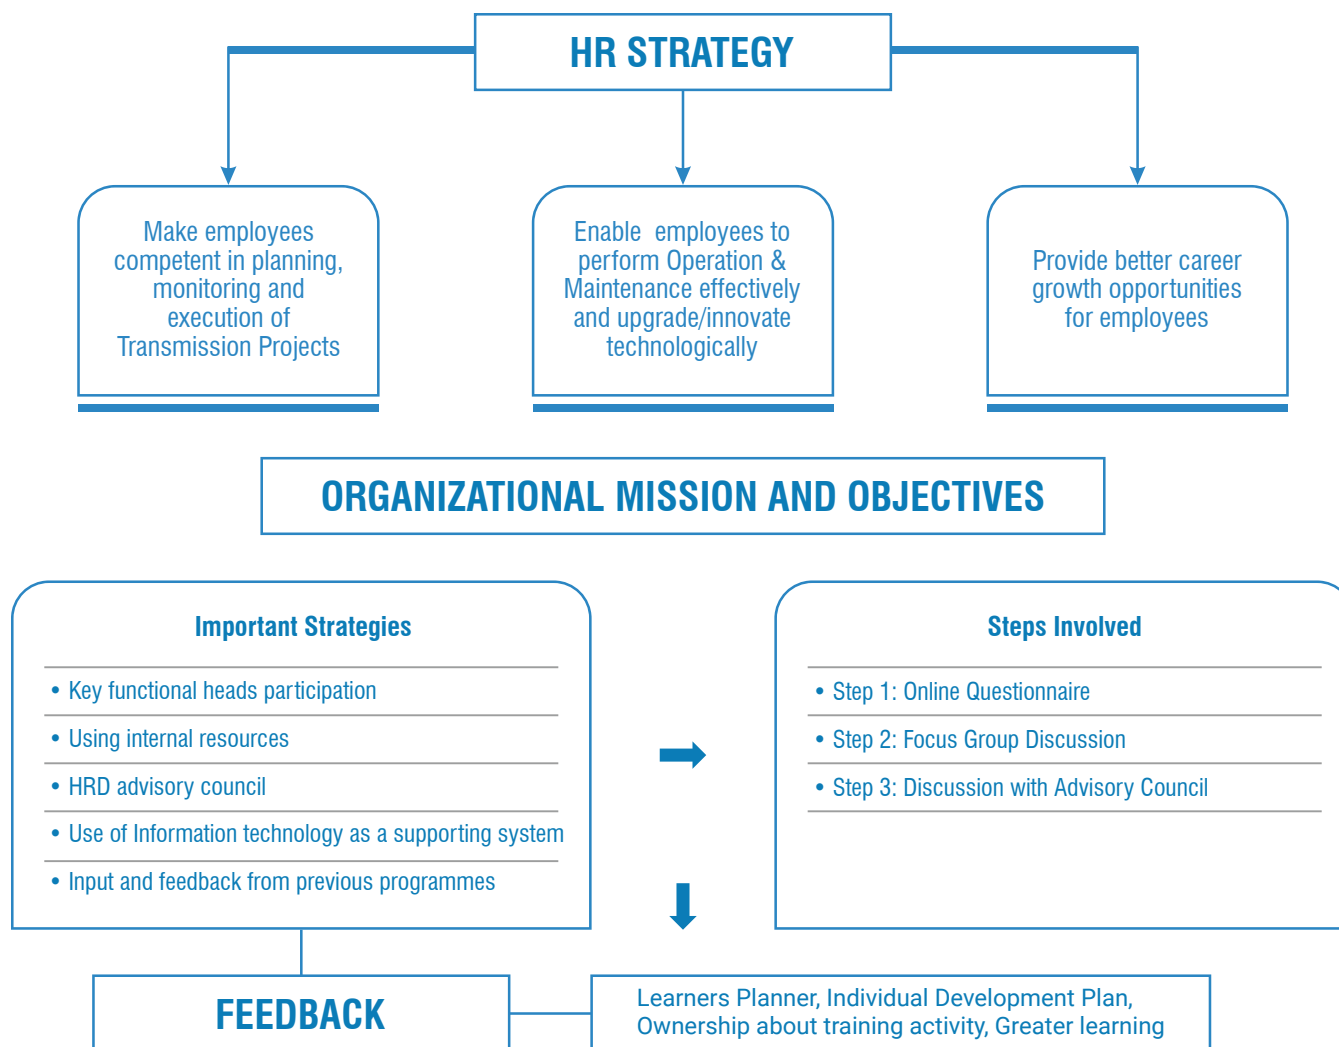 HR STRATEGY
Make employees
competent in planning,
monitoring and
execution of
Transmission Projects
Enable employees to
perform Operation &
Maintenance effectively
and upgrade/innovate
technologically
Provide better career
growth opportunities
for employees
ORGANIZATIONAL MISSION AND OBJECTIVES
Important Strategies
• Key functional heads participation
• Using internal resources
• HRD advisory council
• Use of Information technology as a supporting system
• Input and feedback from previous programmes
Steps Involved
• Step 1: Online Questionnaire
• Step 2: Focus Group Discussion
• Step 3: Discussion with Advisory Council
FEEDBACK
Learners Planner, Individual Development Plan,
Ownership about training activity, Greater learning